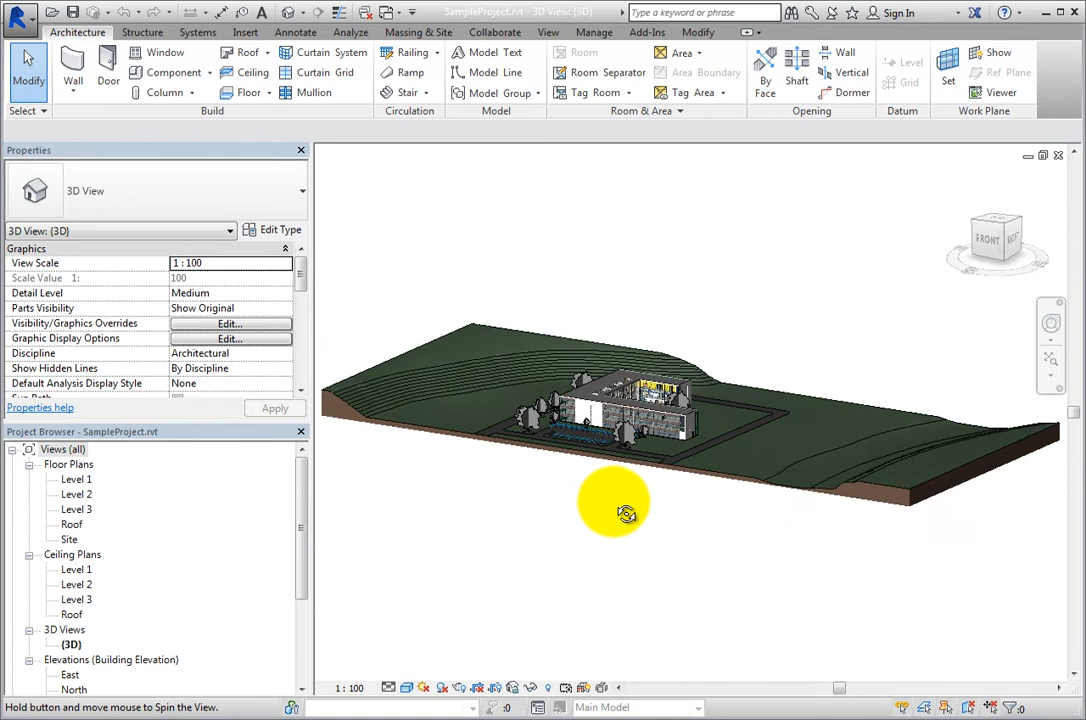 SampleProject.rvt - 3D View: {3D}
Type a keyword or phrase
Sign In
Architecture Structure Systems Insert Annotate Analyze Massing & Site Collaborate View Manage Add-Ins Modify
Modify
Wall
Door
Window
Component
Column
Roof
Ceiling
Floor
Curtain System
Curtain Grid
Mullion
Railing
Ramp
Stair
Model Text
Model Line
Model Group
Room
Room Separator
Tag Room
Area
Area Boundary
Tag Area
By
Face
Shaft
Wall
Vertical
Dormer
Level
Grid
Set
Show
Ref Plane
Viewer
Select Build Circulation Model Room & Area Opening Datum Work Plane
Properties
3D View
3D View: {3D} Edit Type
Graphics
View Scale 1 : 100
Scale Value 1: 100
Detail Level Medium
Parts Visibility Show Original
Visibility/Graphics Overrides Edit...
Graphic Display Options Edit...
Discipline Architectural
Show Hidden Lines By Discipline
Default Analysis Display Style None
Properties help Apply
Project Browser - SampleProject.rvt
Views (all)
Floor Plans
Level 1
Level 2
Level 3
Roof
Site
Ceiling Plans
Level 1
Level 2
Level 3
Roof
3D Views
{3D}
Elevations (Building Elevation)
East
North
FRONT
1 : 100
Hold button and move mouse to Spin the View.
:0
Main Model
:0